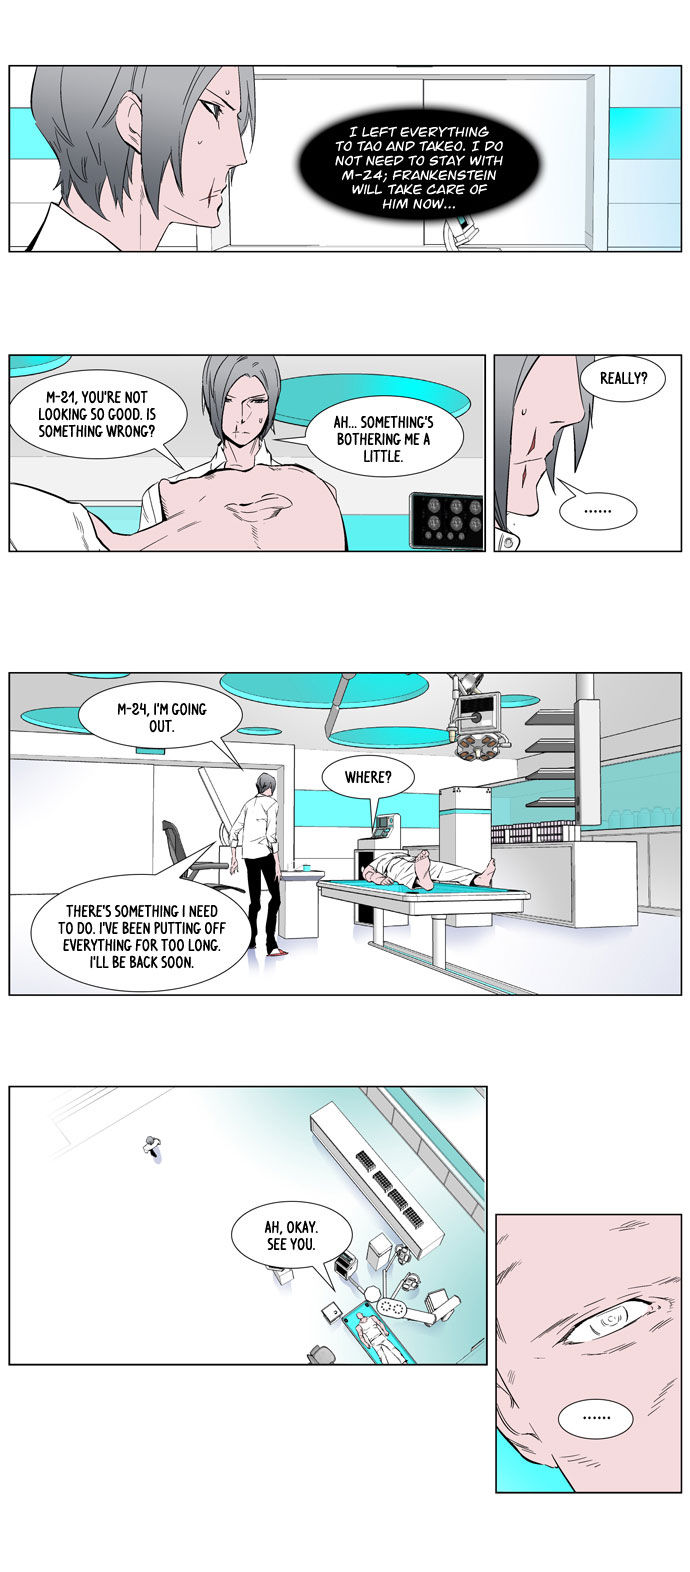 I LEFT EVERYTHING
TO TAO AND TAKEO. I DO
NOT NEED TO STAY WITH
M-24; FRANKENSTEIN
WILL TAKE CARE OF
HIM NOW...
M-21, YOU'RE NOT
LOOKING SO GOOD. IS
SOMETHING WRONG?
AH... SOMETHING'S
BOTHERING ME A
LITTLE.
REALLY?
......
M-24, I'M GOING
OUT.
WHERE?
THERE'S SOMETHING I NEED
TO DO. I'VE BEEN PUTTING OFF
EVERYTHING FOR TOO LONG.
I'LL BE BACK SOON.
AH, OKAY.
SEE YOU.
......